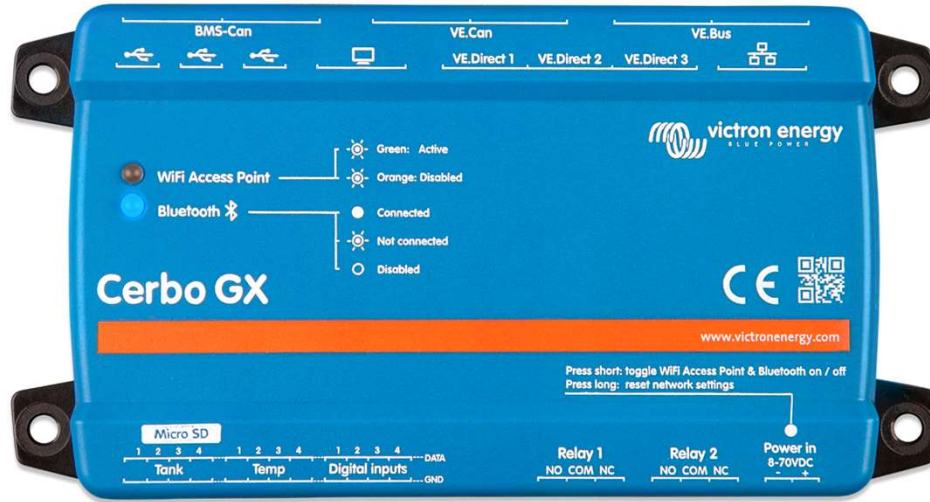 BMS-Can VE.Can VE.Bus
VE.Direct 1 VE.Direct 2 VE.Direct 3
victron energy
BLUE POWER
Green: Active
WiFi Access Point
Orange: Disabled
Bluetooth
Connected
Not connected
Disabled
Cerbo GX
CE
www.victronenergy.com
Press short: toggle WiFi Access Point & Bluetooth on / off
Press long: reset network settings
Micro SD
1 2 3 4 1 2 3 4 1 2 3 4 DATA
Tank Temp Digital inputs
GND
Relay 1
NO COM NC
Relay 2
NO COM NC
Power in
8-70VDC
- +